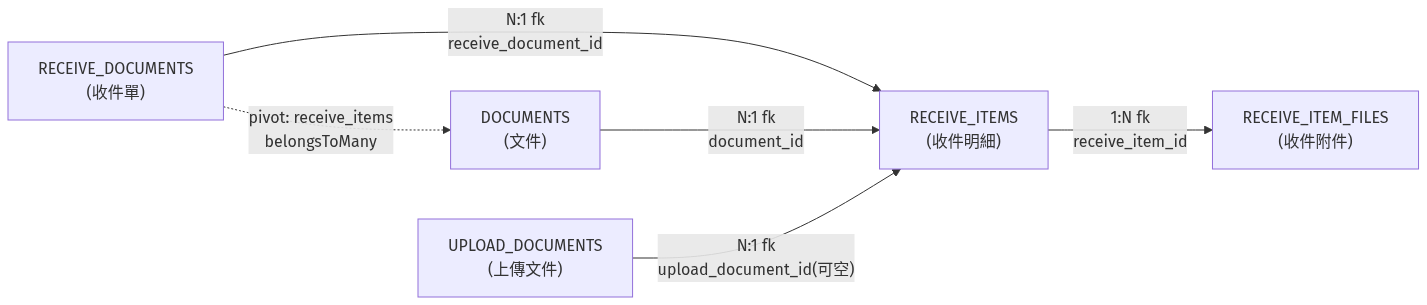 N:1 fk
receive_document_id
RECEIVE_DOCUMENTS
(收件單)
pivot: receive_items
belongsToMany
DOCUMENTS
(文件)
N:1 fk
document_id
RECEIVE_ITEMS
(收件明細)
1:N fk
receive_item_id
RECEIVE_ITEM_FILES
(收件附件)
UPLOAD_DOCUMENTS
(上傳文件)
N:1 fk
upload_document_id(可空)